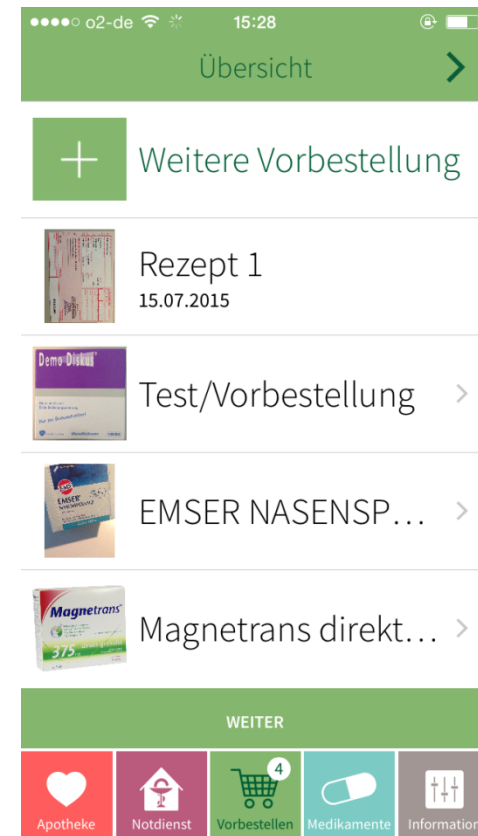 o2-de 15:28
Übersicht
Weitere Vorbestellung
Rezept 1
15.07.2015
Demo Diskus
Test/Vorbestellung
EMSER
EMSER NASENSP...
Magnetrans
375
Magnetrans direkt...
WEITER
4
Apotheke Notdienst Vorbestellen Medikamente Information